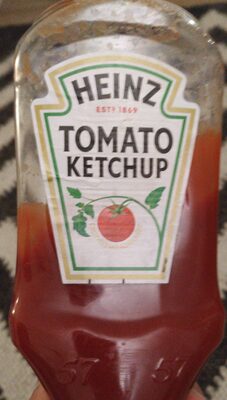 HEINZ
ESTD 1869
TOMATO
KETCHUP
57 57